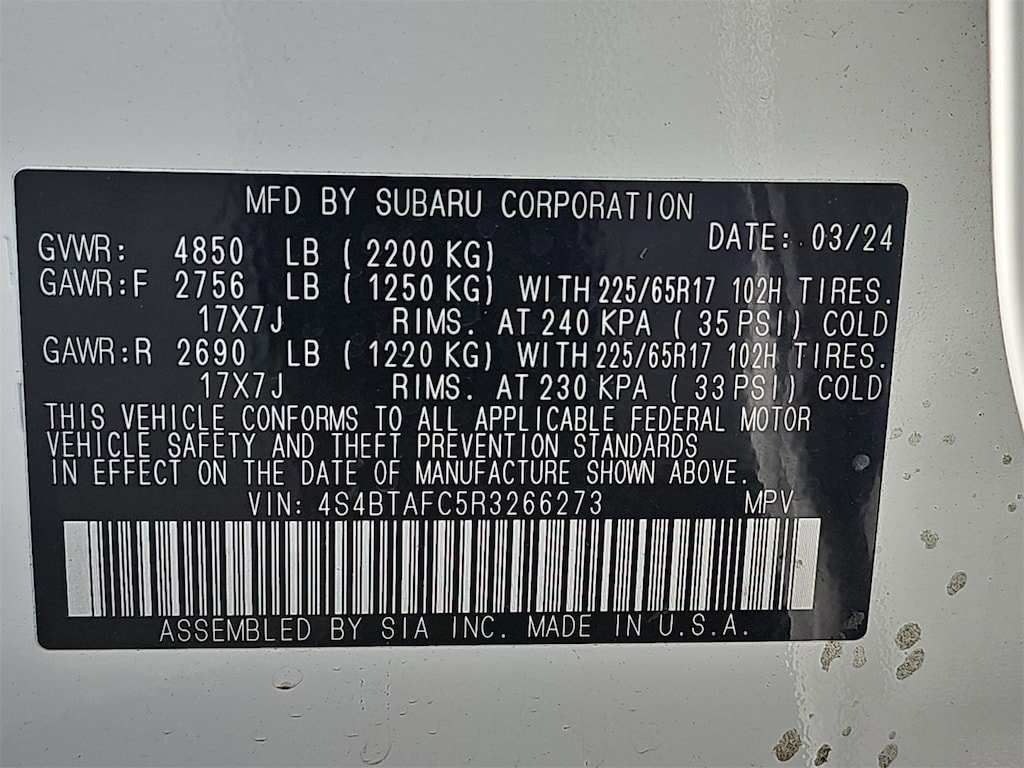 MFD BY SUBARU CORPORATION
GVWR: 4850 LB ( 2200 KG) DATE: 03/24
GAWR:F 2756 LB ( 1250 KG) WITH 225/65R17 102H TIRES.
17X7J RIMS. AT 240 KPA ( 35 PSI) COLD
GAWR:R 2690 LB ( 1220 KG) WITH 225/65R17 102H TIRES.
17X7J RIMS. AT 230 KPA ( 33 PSI) COLD
THIS VEHICLE CONFORMS TO ALL APPLICABLE FEDERAL MOTOR
VEHICLE SAFETY AND THEFT PREVENTION STANDARDS
IN EFFECT ON THE DATE OF MANUFACTURE SHOWN ABOVE.
VIN: 4S4BTAFC5R3266273 MPV
ASSEMBLED BY SIA INC. MADE IN U.S.A.